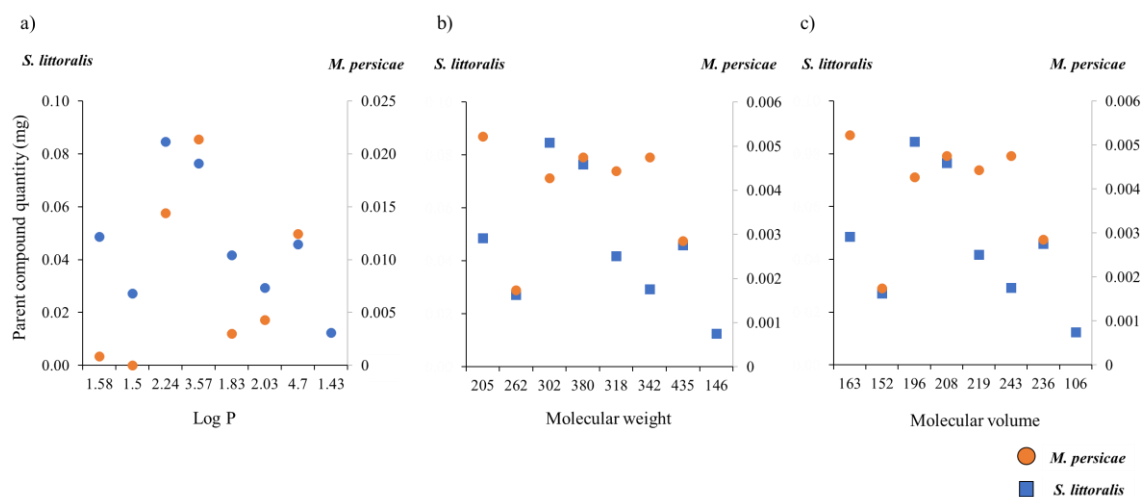 a)
S. littoralis
M. persicae
Parent compound quantity (mg)
0.10
0.08
0.06
0.04
0.02
0.00
0.025
0.020
0.015
0.010
0.005
0
1.58 1.5 2.24 3.57 1.83 2.03 4.7 1.43
Log P
b)
S. littoralis
M. persicae
0.006
0.005
0.004
0.003
0.002
0.001
0
205 262 302 380 318 342 435 146
Molecular weight
c)
S. littoralis
M. persicae
0.006
0.005
0.004
0.003
0.002
0.001
0
163 152 196 208 219 243 236 106
Molecular volume
M. persicae
S. littoralis